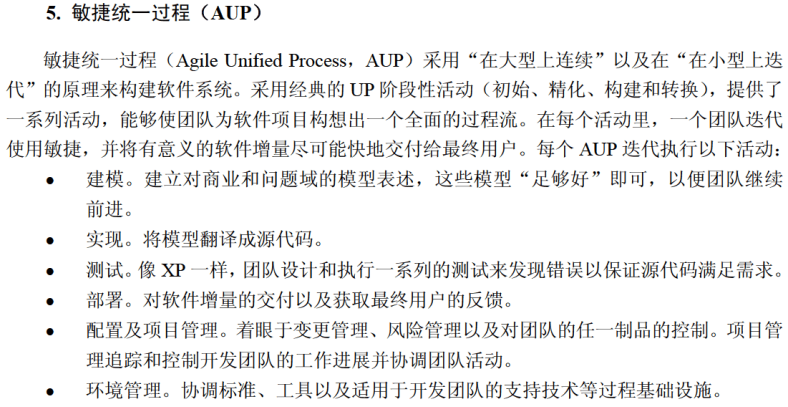 5. 敏捷统一过程（AUP）
敏捷统一过程（Agile Unified Process，AUP）采用“在大型上连续”以及在“在小型上迭
代”的原理来构建软件系统。采用经典的 UP 阶段性活动（初始、精化、构建和转换），提供了
一系列活动，能够使团队为软件项目构想出一个全面的过程流。在每个活动里，一个团队迭代
使用敏捷，并将有意义的软件增量尽可能快地交付给最终用户。每个 AUP 迭代执行以下活动：
● 建模。建立对商业和问题域的模型表述，这些模型“足够好”即可，以便团队继续
前进。
● 实现。将模型翻译成源代码。
● 测试。像 XP 一样，团队设计和执行一系列的测试来发现错误以保证源代码满足需求。
● 部署。对软件增量的交付以及获取最终用户的反馈。
● 配置及项目管理。着眼于变更管理、风险管理以及对团队的任一制品的控制。项目管
理追踪和控制开发团队的工作进展并协调团队活动。
● 环境管理。协调标准、工具以及适用于开发团队的支持技术等过程基础设施。